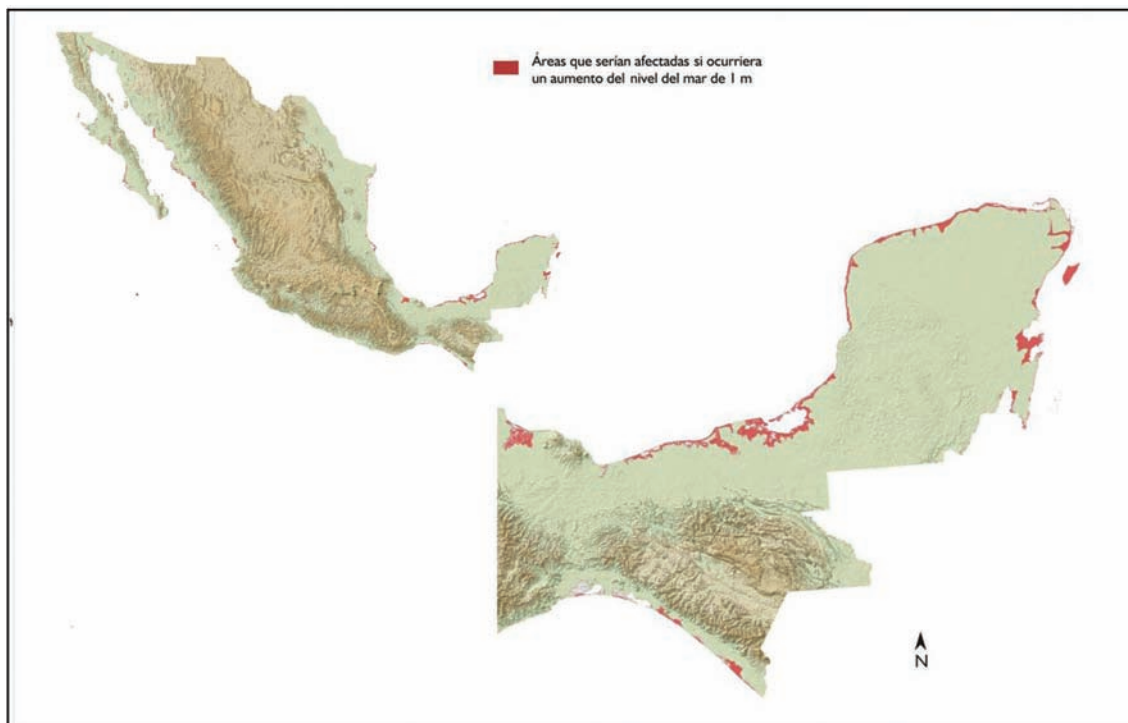 Áreas que serían afectadas si ocurriera
un aumento del nivel del mar de 1 m
N